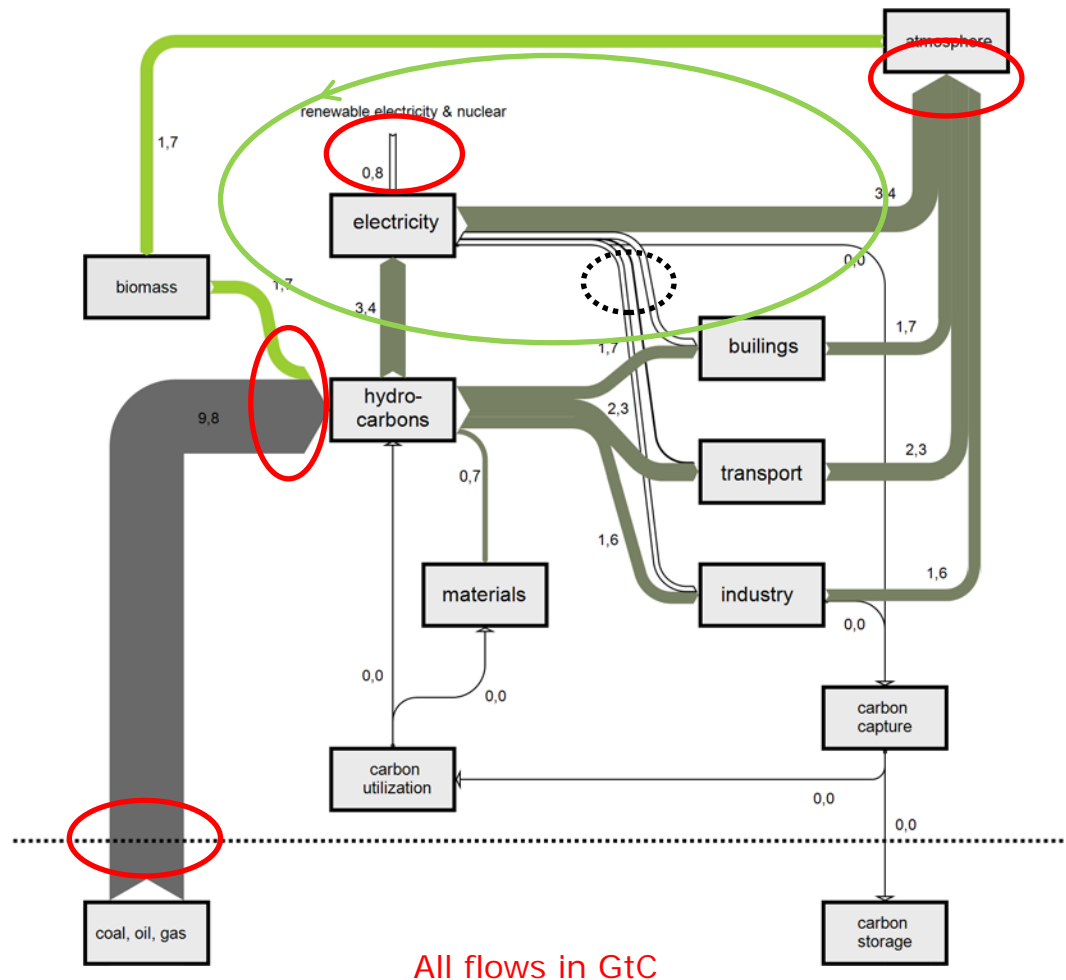 atmosphere
renewable electricity & nuclear
1,7
0,8
electricity
3,4
0,0
biomass
1,7
3,4
builings
1,7
1,7
9,8
hydro-
carbons
2,3
transport
2,3
0,7
1,6
materials
industry
1,6
0,0
0,0
0,0
carbon
capture
carbon
utilization
0,0
0,0
coal, oil, gas
carbon
storage
All flows in GtC